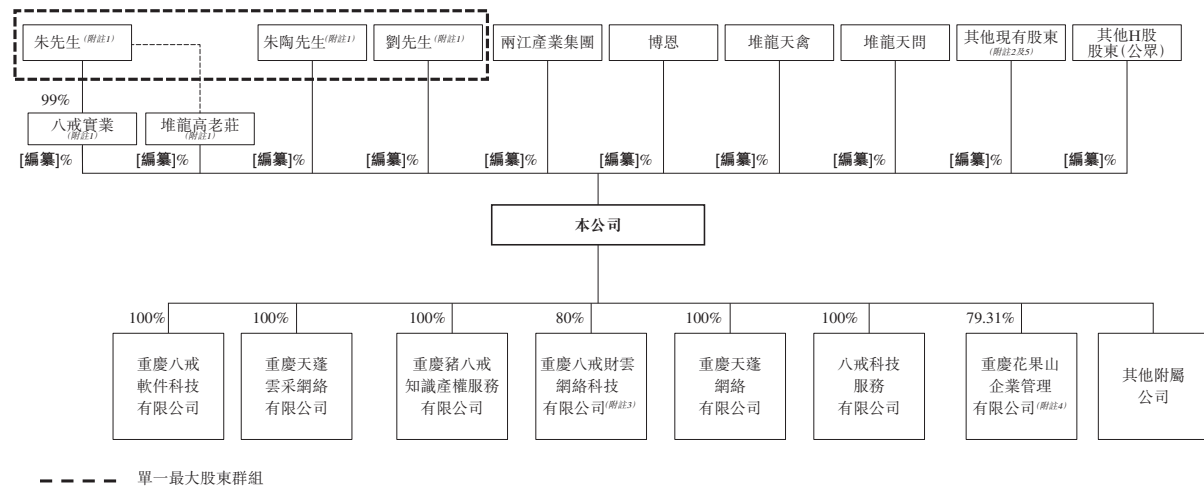 朱先生(附註1)
朱陶先生(附註1)
劉先生(附註1)
兩江產業集團
博恩
堆龍天禽
堆龍天問
其他現有股東
(附註2及5)
其他H股
股東(公眾)
99%
八戒實業
(附註1)
堆龍高老莊
(附註1)
[編纂]%
[編纂]%
[編纂]%
[編纂]%
[編纂]%
[編纂]%
[編纂]%
[編纂]%
[編纂]%
[編纂]%
本公司
100%
100%
100%
80%
100%
100%
79.31%
重慶八戒
軟件科技
有限公司
重慶天蓬
雲采網絡
有限公司
重慶豬八戒
知識產權服務
有限公司
重慶八戒財雲
網絡科技
有限公司(附註3)
重慶天蓬
網絡
有限公司
八戒科技
服務
有限公司
重慶花果山
企業管理
有限公司(附註4)
其他附屬
公司
單一最大股東群組